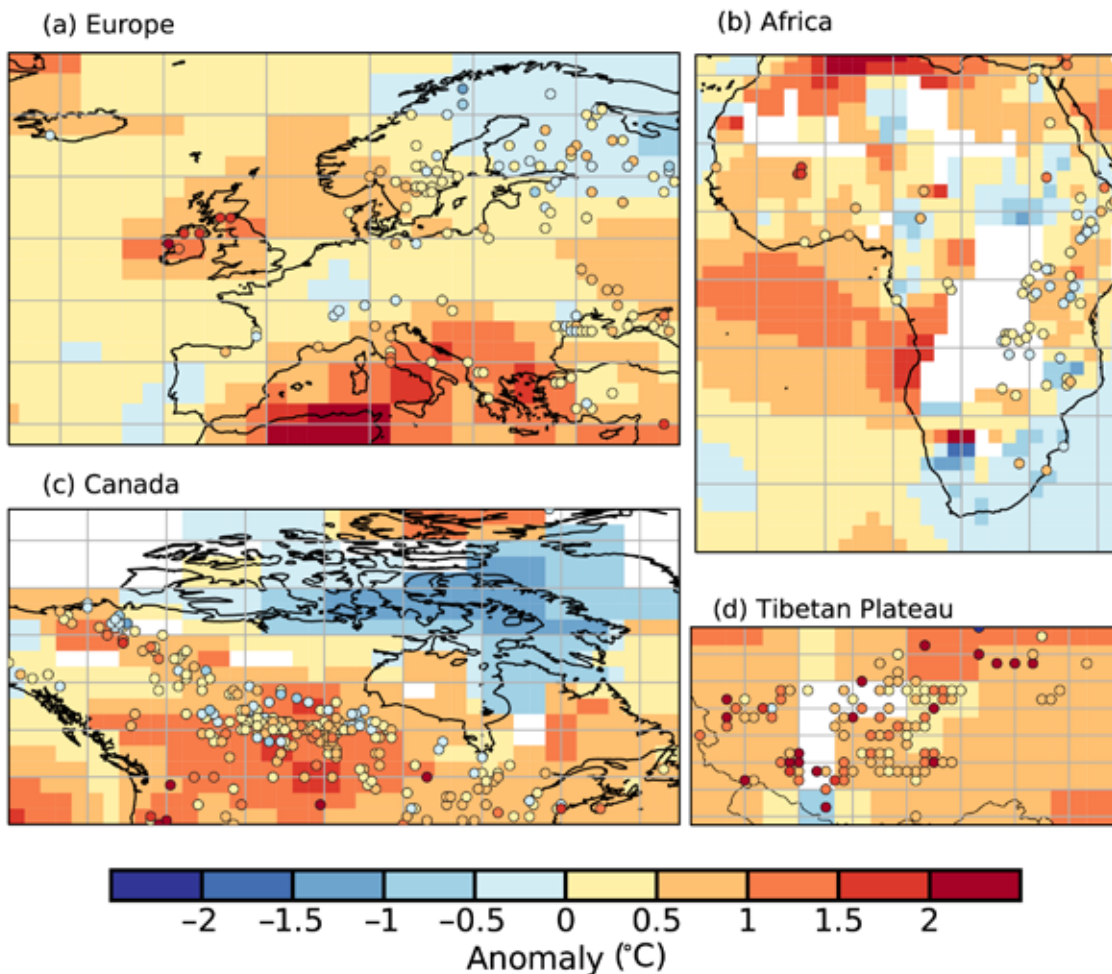 (a) Europe
(b) Africa
(c) Canada
(d) Tibetan Plateau
−2 −1.5 −1 −0.5 0 0.5 1 1.5 2
Anomaly (°C)